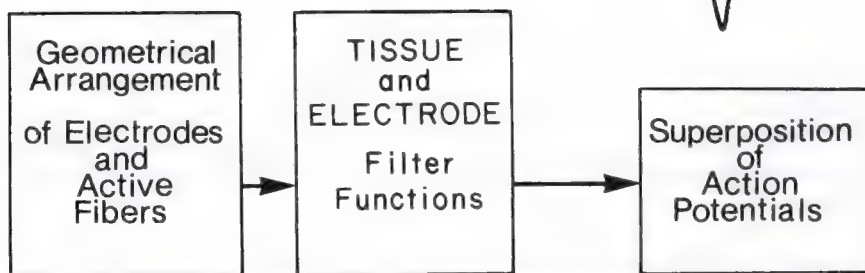 Geometrical
Arrangement
of Electrodes
and
Active
Fibers
TISSUE
and
ELECTRODE
Filter
Functions
Superposition
of
Action
Potentials